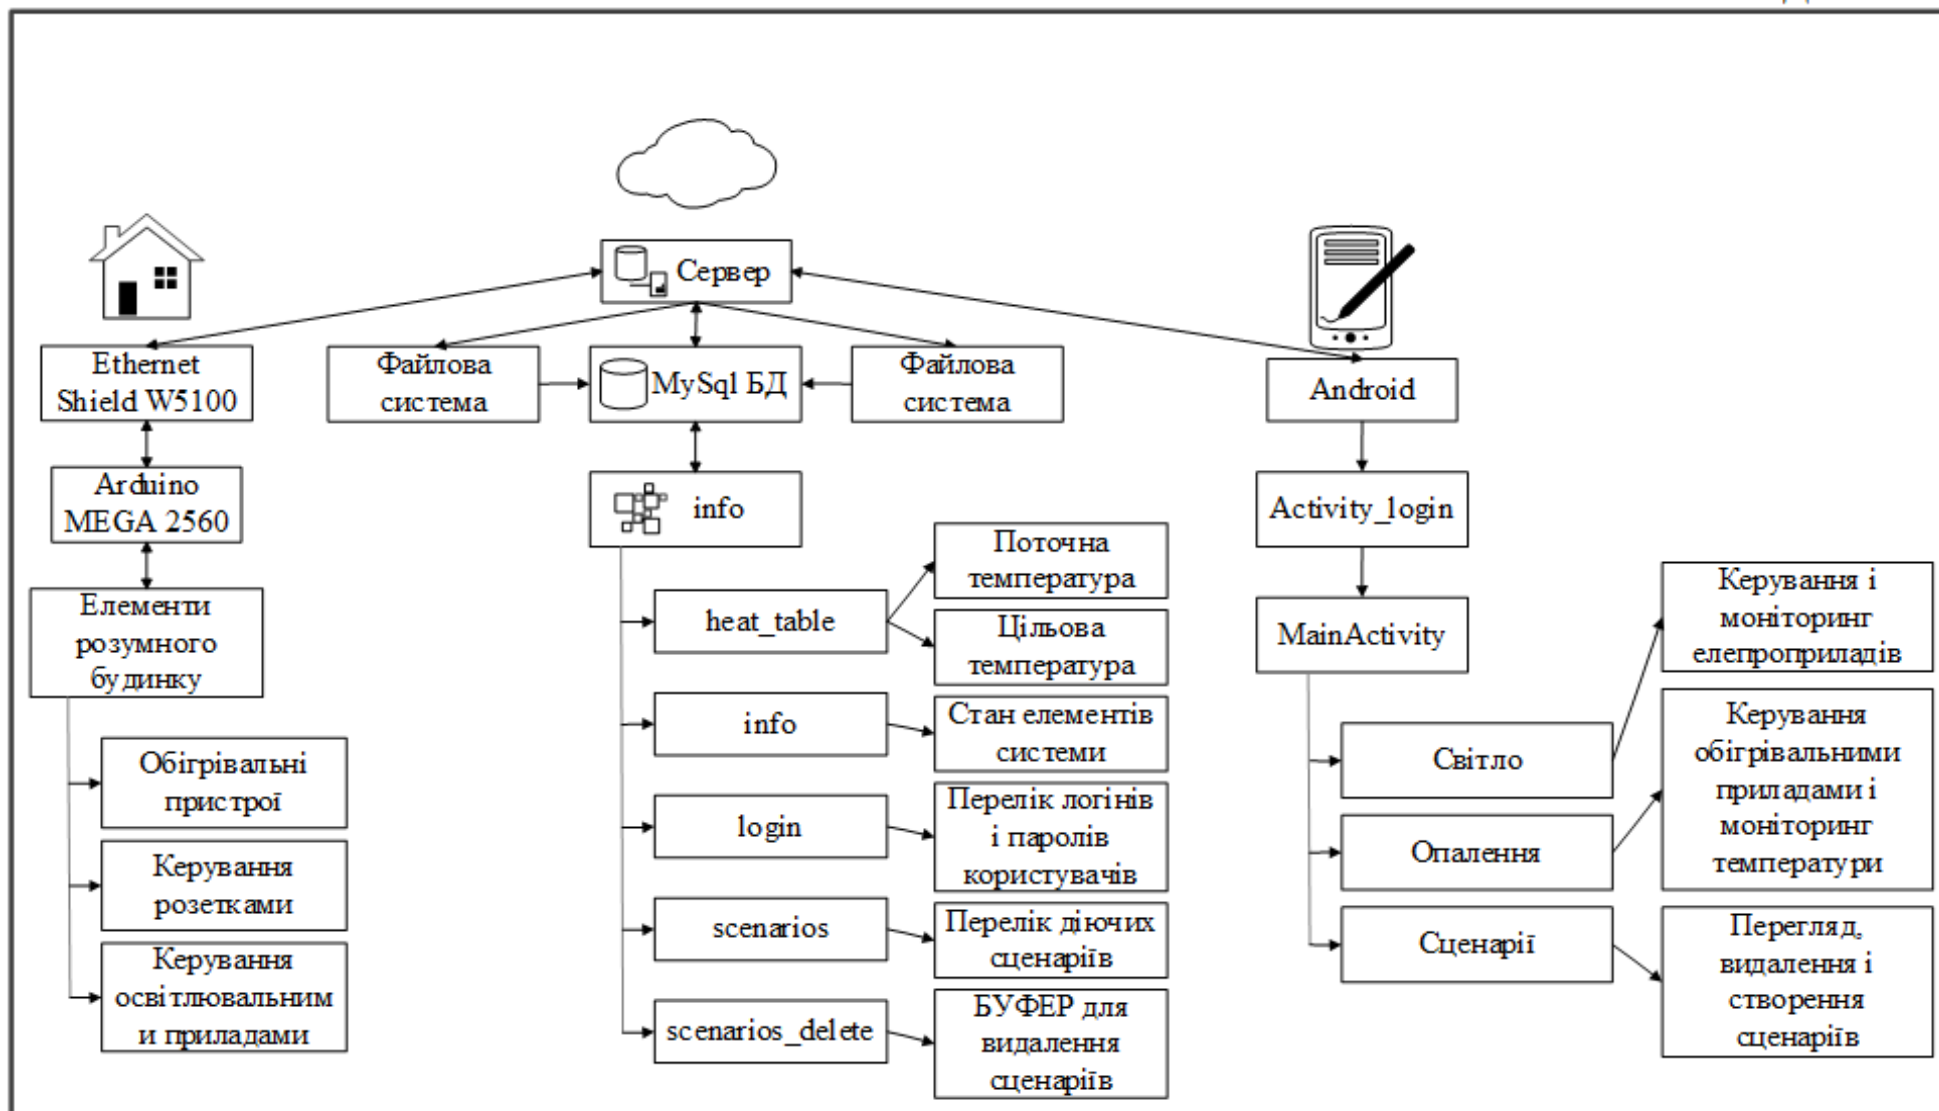 Сервер
Ethernet
Shield W5100
Файлова
система
MySql БД
Файлова
система
Android
Arduino
MEGA 2560
info
Activity_login
Елементи
розумного
будинку
heat_table
Поточна
температура
Цільова
температура
MainActivity
Керування і
моніторинг
елепроприладів
Обігрівальні
пристрої
info
Стан елементів
системи
Світло
Керування
обігрівальними
приладами і
моніторинг
температури
Керування
розетками
login
Перелік логінів
і паролів
користувачів
Опалення
Керування
освітлювальним
и приладами
scenarios
Перелік діючих
сценаріїв
Сценарії
Перегляд,
видалення і
створення
сценаріїв
scenarios_delete
БУФЕР для
видалення
сценаріїв